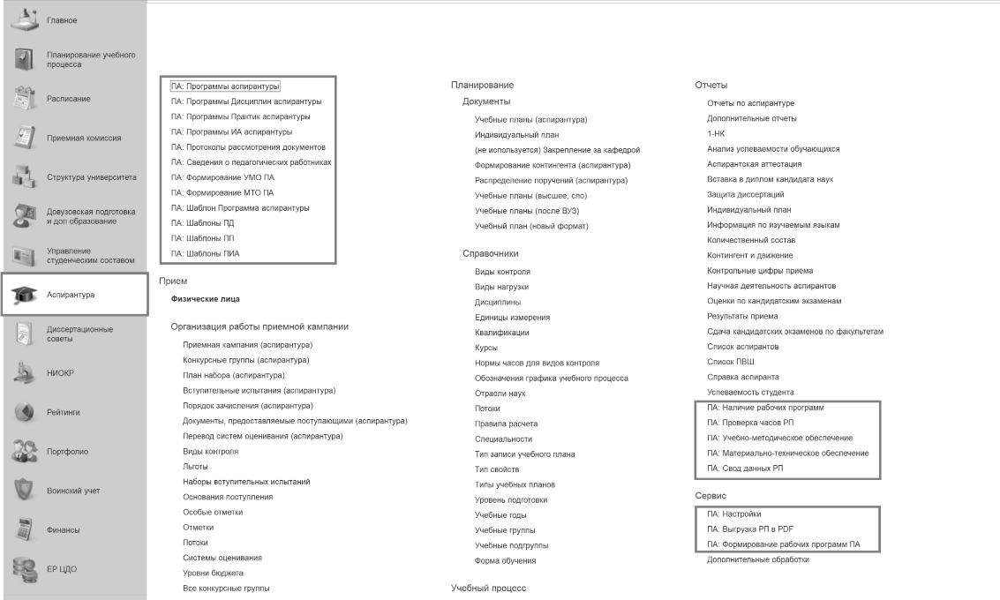 Главное
Планирование учебного
процесса
Расписание
Приемная комиссия
Структура университета
Довузовская подготовка
и доп образование
Управление
студенческим составом
Аспирантура
Диссертационные
советы
НИОКР
Рейтинги
Портфолио
Воинский учет
Финансы
ЕР ЦДО
ПА: Программы аспирантуры
ПА: Программы Дисциплин аспирантуры
ПА: Программы Практик аспирантуры
ПА: Программы ИА аспирантуры
ПА: Протоколы рассмотрения документов
ПА: Сведения о педагогических работниках
ПА: Формирование УМО ПА
ПА: Формирование МТО ПА
ПА: Шаблон Программа аспирантуры
ПА: Шаблоны ПД
ПА: Шаблоны ПП
ПА: Шаблоны ПИА
Прием
Физические лица
Организация работы приемной кампании
Приемная кампания (аспирантура)
Конкурсные группы (аспирантура)
План набора (аспирантура)
Вступительные испытания (аспирантура)
Порядок зачисления (аспирантура)
Документы, предоставляемые поступающими (аспирантура)
Перевод систем оценивания (аспирантура)
Виды контроля
Льготы
Наборы вступительных испытаний
Основания поступления
Особые отметки
Отметки
Потоки
Системы оценивания
Уровни бюджета
Все конкурсные группы
Планирование
Документы
Учебные планы (аспирантура)
Индивидуальный план
(не используется) Закрепление за кафедрой
Формирование контингента (аспирантура)
Распределение поручений (аспирантура)
Учебные планы (высшее, спо)
Учебные планы (после ВУЗ)
Учебный план (новый формат)
Справочники
Виды контроля
Виды нагрузки
Дисциплины
Единицы измерения
Квалификации
Курсы
Нормы часов для видов контроля
Обозначения графика учебного процесса
Отрасли наук
Потоки
Правила расчета
Специальности
Тип записи учебного плана
Тип свойств
Типы учебных планов
Уровень подготовки
Учебные годы
Учебные группы
Учебные подгруппы
Форма обучения
Учебный процесс
Отчеты
Отчеты по аспирантуре
Дополнительные отчеты
1-НК
Анализ успеваемости обучающихся
Аспирантская аттестация
Вставка в диплом кандидата наук
Защита диссертаций
Индивидуальный план
Информация по изучаемым языкам
Количественный состав
Контингент и движение
Контрольные цифры приема
Научная деятельность аспирантов
Оценки по кандидатским экзаменам
Результаты приема
Сдача кандидатских экзаменов по факультетам
Список аспирантов
Список ПВШ
Справка аспиранта
Успеваемость студента
ПА: Наличие рабочих программ
ПА: Проверка часов РП
ПА: Учебно-методическое обеспечение
ПА: Материально-техническое обеспечение
ПА: Свод данных РП
Сервис
ПА: Настройки
ПА: Выгрузка РП в PDF
ПА: Формирование рабочих программ ПА
Дополнительные обработки